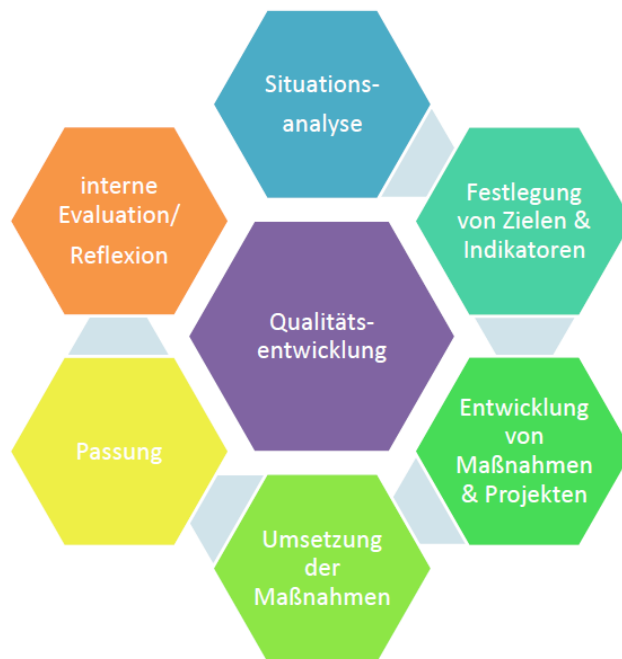 Situations-
analyse
Festlegung
von Zielen &
Indikatoren
Entwicklung
von
Maßnahmen
& Projekten
Umsetzung
der
Maßnahmen
Passung
interne
Evaluation/
Reflexion
Qualitäts-
entwicklung